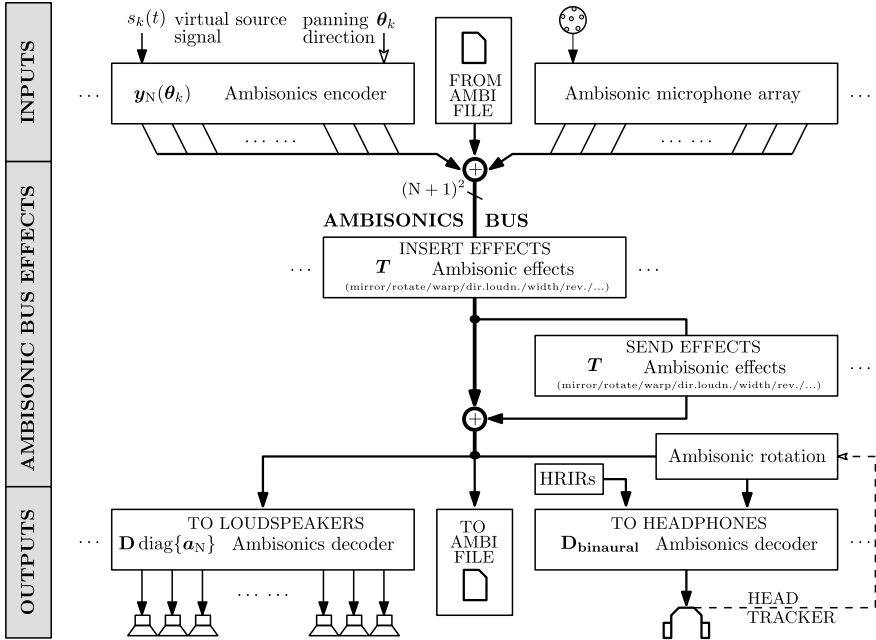 INPUTS
s_k(t) virtual source
signal
panning θ_k
direction
· · ·
y_N(θ_k) Ambisonics encoder
· · · · · ·
FROM
AMBI
FILE
Ambisonic microphone array
· · ·
· · · · · ·
+
(N + 1)^2
AMBISONIC BUS EFFECTS
AMBISONICS BUS
· · ·
INSERT EFFECTS
T Ambisonic effects
(mirror/rotate/warp/dir.loudn./width/rev./...)
· · ·
SEND EFFECTS
T Ambisonic effects
(mirror/rotate/warp/dir.loudn./width/rev./...)
· · ·
+
Ambisonic rotation
HRIRs
OUTPUTS
· · ·
TO LOUDSPEAKERS
D diag{a_N} Ambisonics decoder
· · · · · ·
TO
AMBI
FILE
TO HEADPHONES
D_binaural Ambisonics decoder
· · ·
HEAD
TRACKER